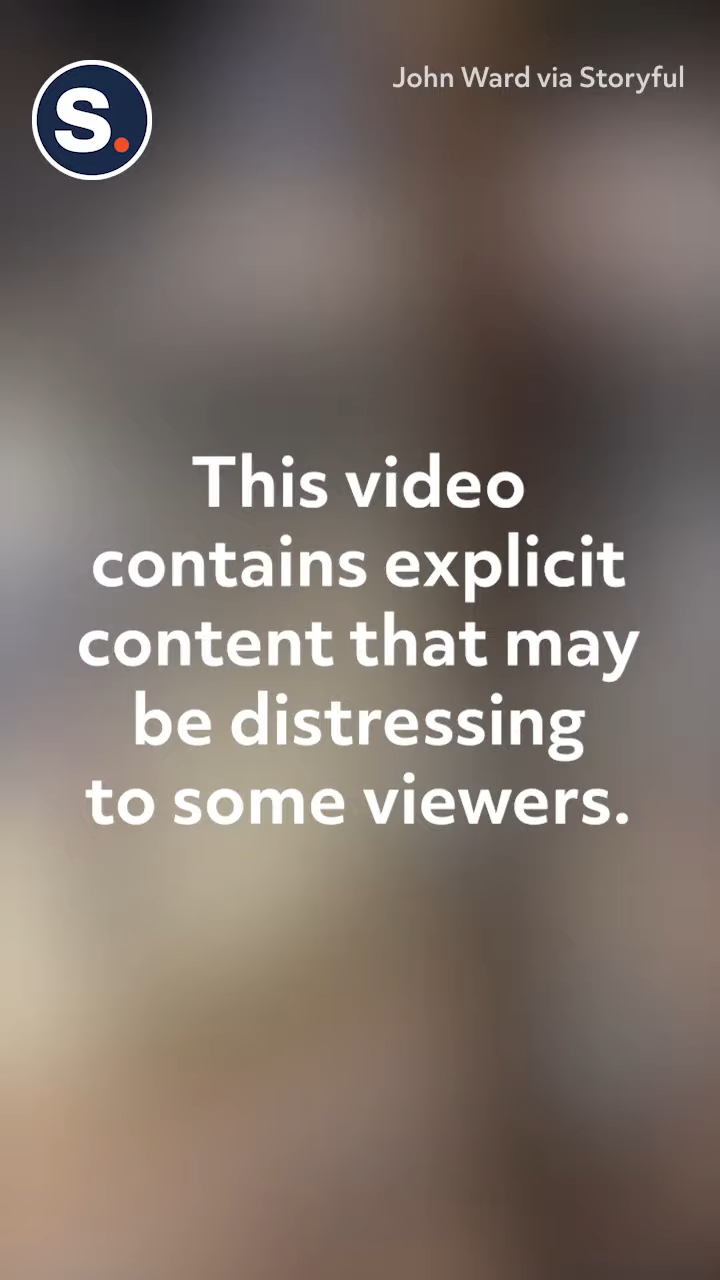 John Ward via Storyful
S.
This video
contains explicit
content that may
be distressing
to some viewers.